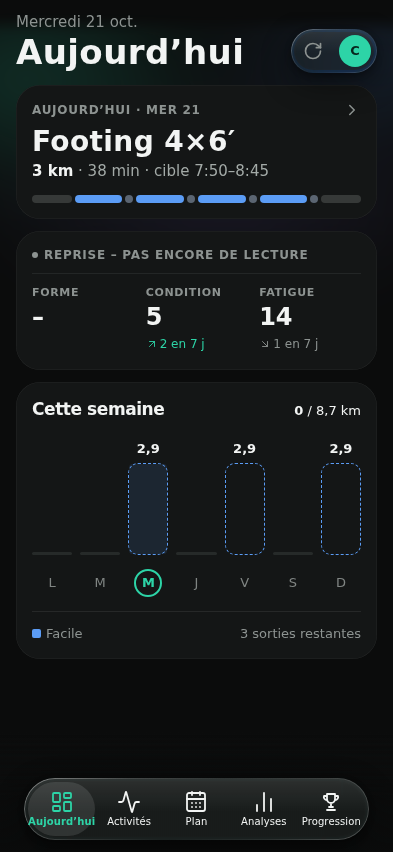 Mercredi 21 oct.
Aujourd’hui
C
AUJOURD’HUI · MER 21
Footing 4×6′
3 km · 38 min · cible 7:50–8:45
REPRISE – PAS ENCORE DE LECTURE
FORME CONDITION FATIGUE
– 5 14
2 en 7 j 1 en 7 j
Cette semaine 0 / 8,7 km
2,9 2,9 2,9
L M M J V S D
Facile 3 sorties restantes
Aujourd’hui Activités Plan Analyses Progression